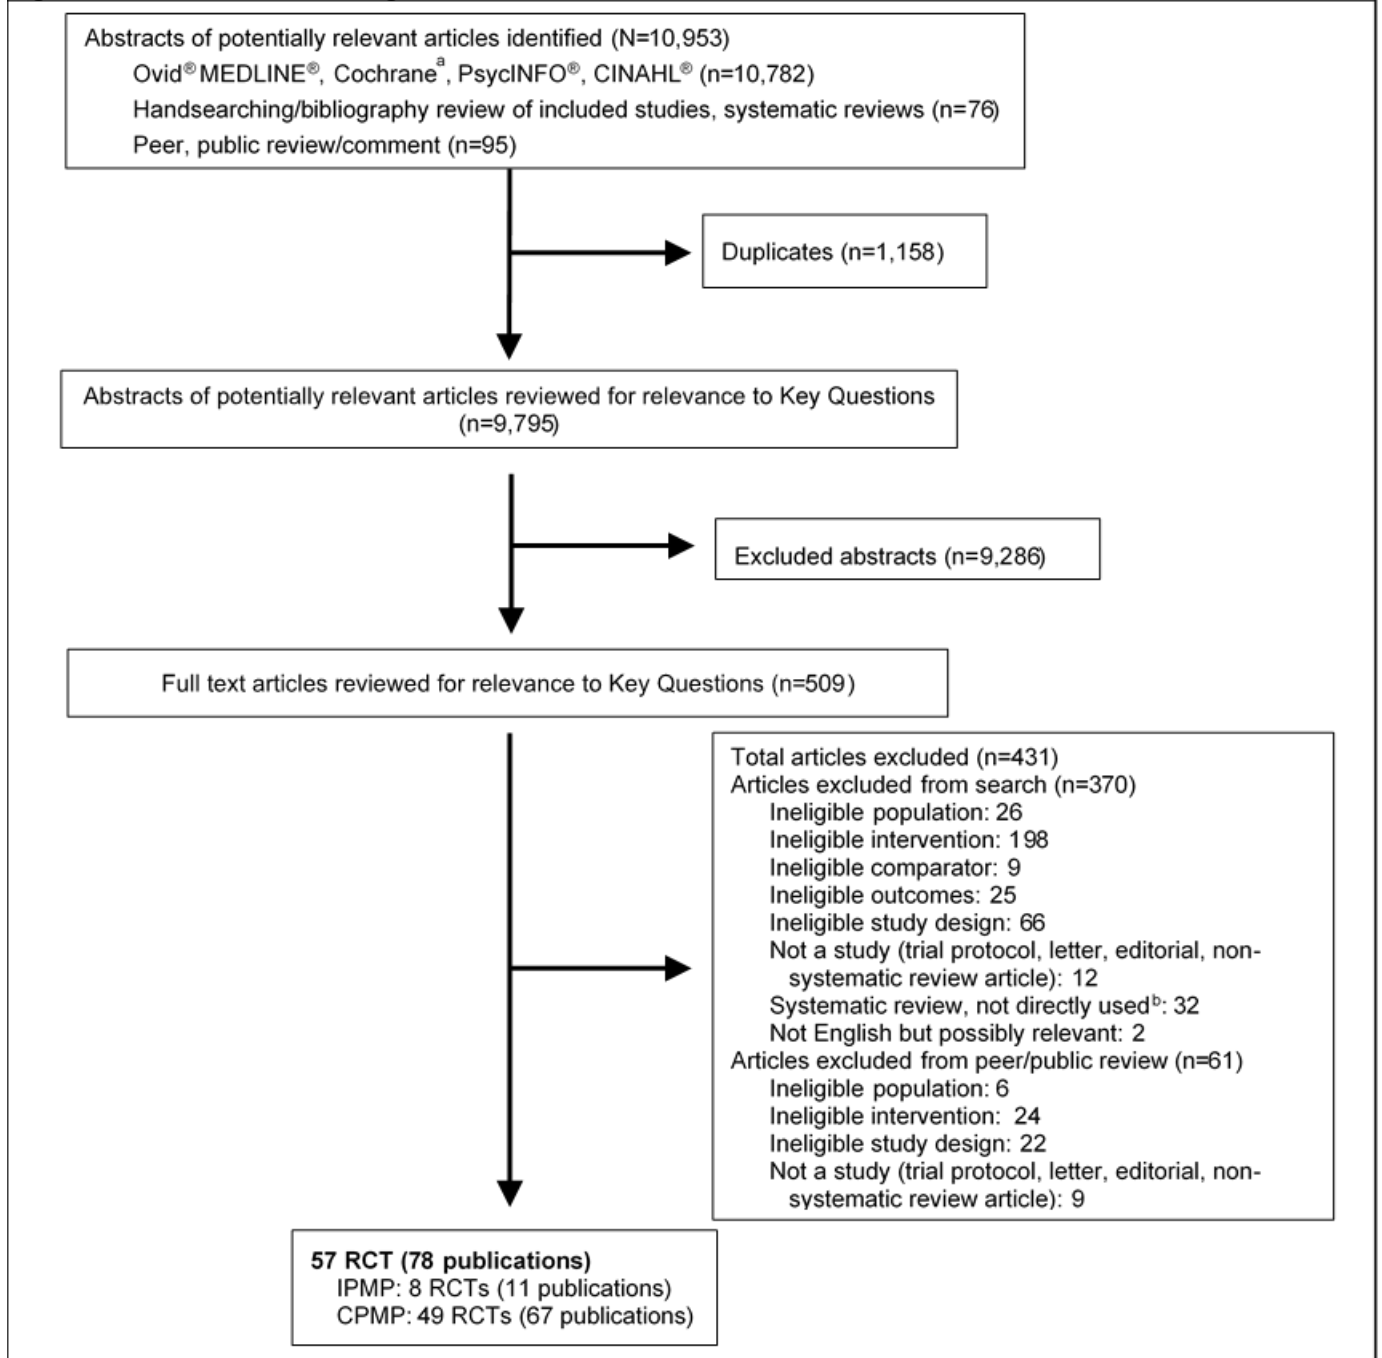 Abstracts of potentially relevant articles identified (N=10,953)
Ovid® MEDLINE®, Cochraneᵃ, PsycINFO®, CINAHL® (n=10,782)
Handsearching/bibliography review of included studies, systematic reviews (n=76)
Peer, public review/comment (n=95)
Duplicates (n=1,158)
Abstracts of potentially relevant articles reviewed for relevance to Key Questions
(n=9,795)
Excluded abstracts (n=9,286)
Full text articles reviewed for relevance to Key Questions (n=509)
Total articles excluded (n=431)
Articles excluded from search (n=370)
Ineligible population: 26
Ineligible intervention: 198
Ineligible comparator: 9
Ineligible outcomes: 25
Ineligible study design: 66
Not a study (trial protocol, letter, editorial, non-
systematic review article): 12
Systematic review, not directly usedᵇ: 32
Not English but possibly relevant: 2
Articles excluded from peer/public review (n=61)
Ineligible population: 6
Ineligible intervention: 24
Ineligible study design: 22
Not a study (trial protocol, letter, editorial, non-
systematic review article): 9
57 RCT (78 publications)
IPMP: 8 RCTs (11 publications)
CPMP: 49 RCTs (67 publications)